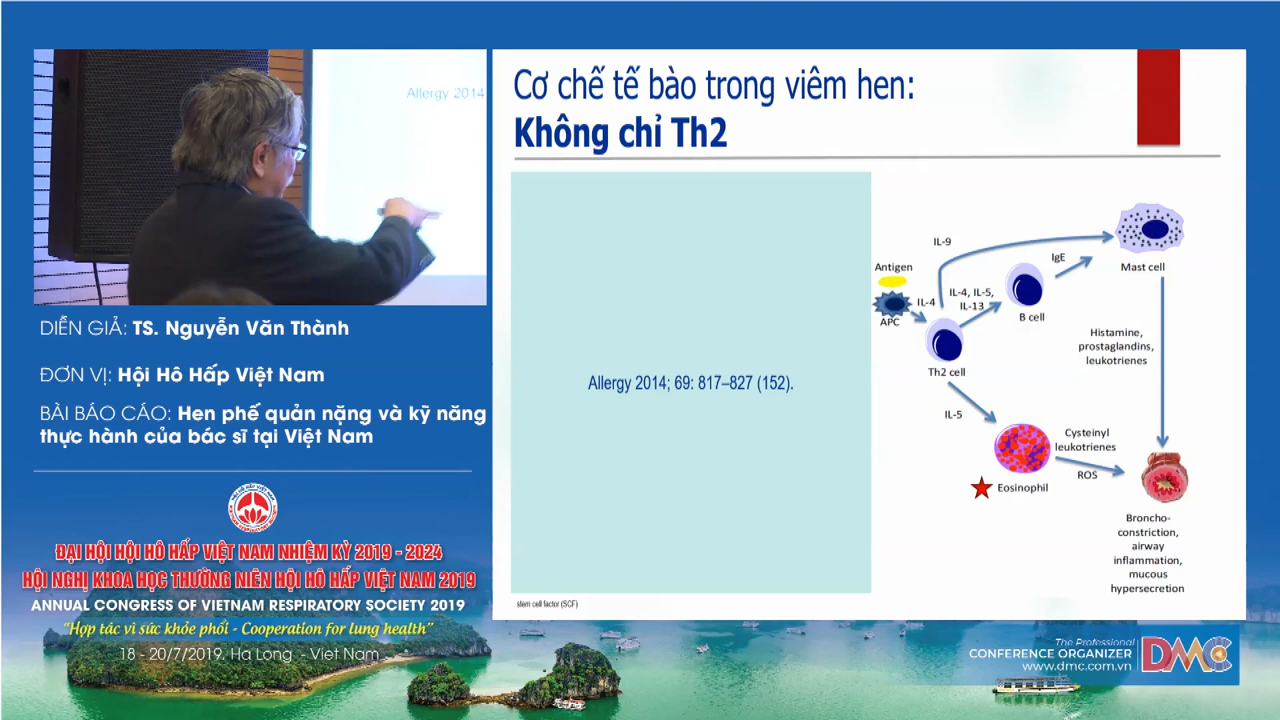 Allergy 2014
DIỄN GIẢ: TS. Nguyễn Văn Thành
ĐƠN VỊ: Hội Hô Hấp Việt Nam
BÀI BÁO CÁO: Hen phế quản nặng và kỹ năng
thực hành của bác sĩ tại Việt Nam
ĐẠI HỘI HỘI HÔ HẤP VIỆT NAM NHIỆM KỲ 2019 - 2024
HỘI NGHỊ KHOA HỌC THƯỜNG NIÊN HỘI HÔ HẤP VIỆT NAM 2019
ANNUAL CONGRESS OF VIETNAM RESPIRATORY SOCIETY 2019
"Hợp tác vì sức khỏe phổi - Cooperation for lung health"
18 - 20/7/2019. Ha Long - Viet Nam
Cơ chế tế bào trong viêm hen:
Không chỉ Th2
Allergy 2014; 69: 817–827 (152).
stem cell factor (SCF)
IL-9
Antigen
APC
IL-4
IL-4, IL-5,
IL-13
Th2 cell
IgE
B cell
Mast cell
Histamine,
prostaglandins,
leukotrienes
IL-5
Eosinophil
Cysteinyl
leukotrienes
ROS
Broncho-
constriction,
airway
inflammation,
mucous
hypersecretion
The Professional
CONFERENCE ORGANIZER
www.dmc.com.vn
DMC